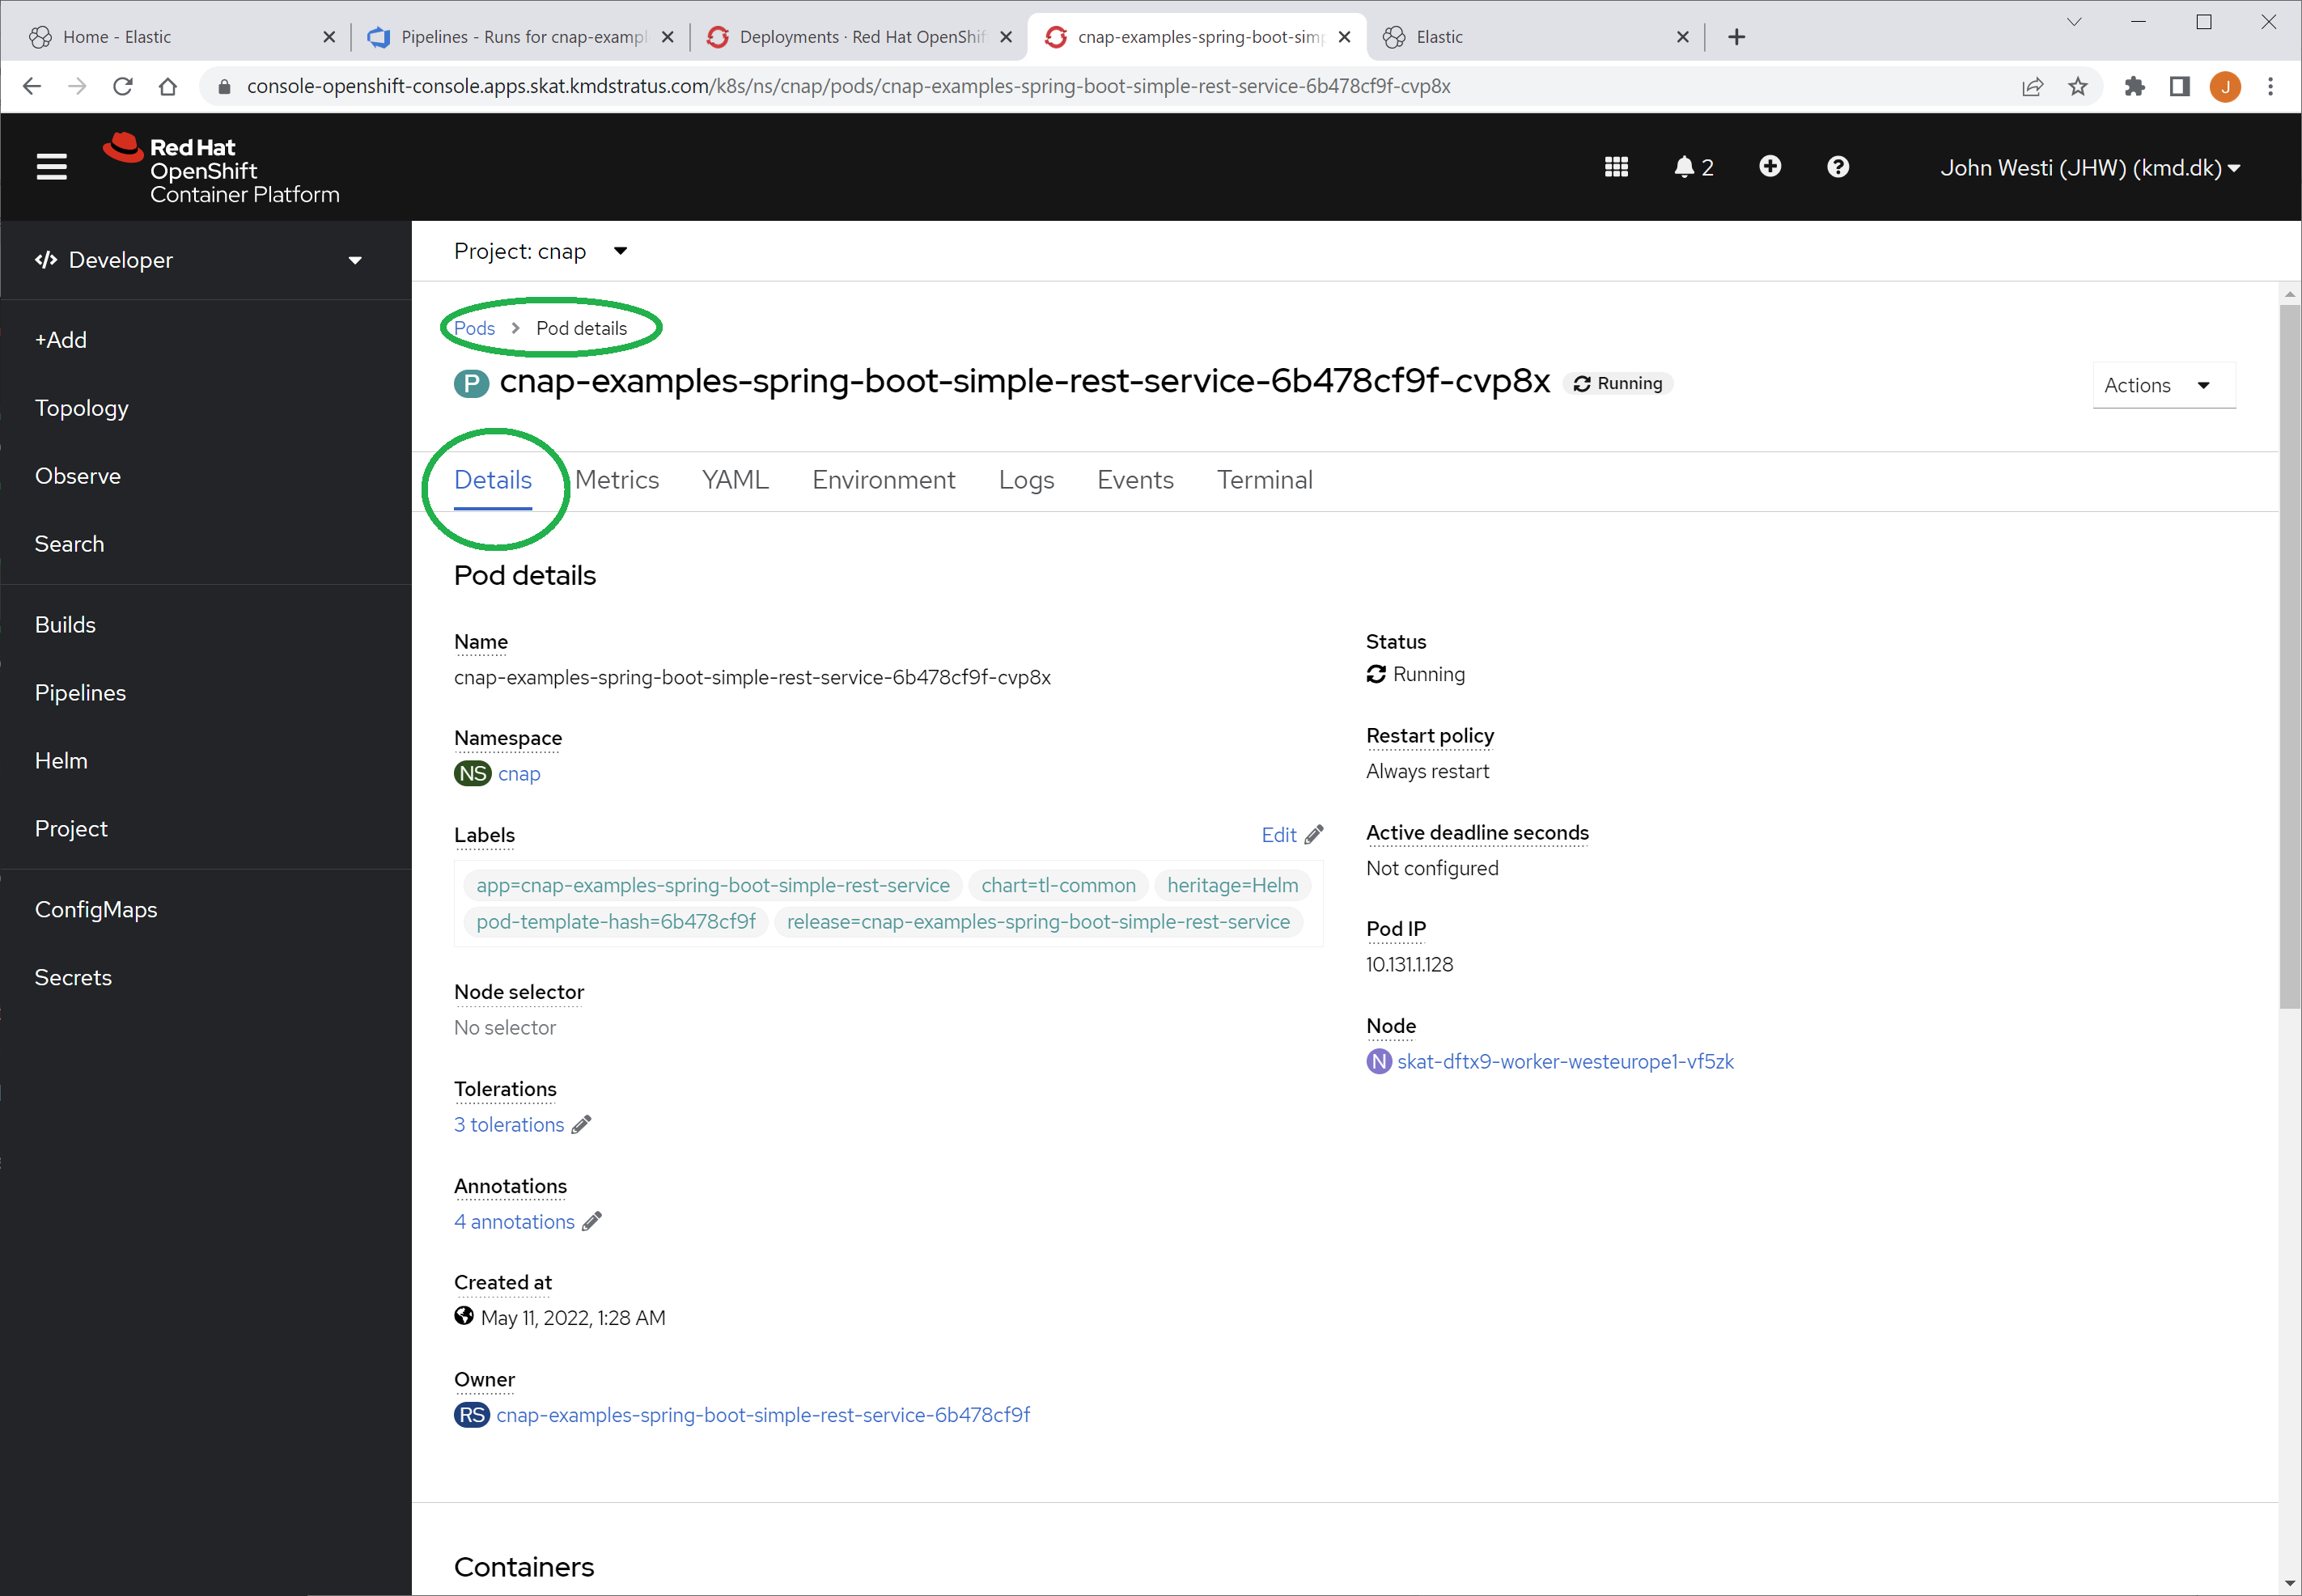 Home - Elastic
Pipelines - Runs for cnap-exampl
Deployments · Red Hat OpenShif
cnap-examples-spring-boot-simp
Elastic
console-openshift-console.apps.skat.kmdstratus.com/k8s/ns/cnap/pods/cnap-examples-spring-boot-simple-rest-service-6b478cf9f-cvp8x
J
Red Hat
OpenShift
Container Platform
2
John Westi (JHW) (kmd.dk)
Developer
+Add
Topology
Observe
Search
Builds
Pipelines
Helm
Project
ConfigMaps
Secrets
Project: cnap
Pods > Pod details
P cnap-examples-spring-boot-simple-rest-service-6b478cf9f-cvp8x Running
Actions
Details Metrics YAML Environment Logs Events Terminal
Pod details
Name
cnap-examples-spring-boot-simple-rest-service-6b478cf9f-cvp8x
Namespace
NS cnap
Labels Edit
app=cnap-examples-spring-boot-simple-rest-service chart=tl-common heritage=Helm
pod-template-hash=6b478cf9f release=cnap-examples-spring-boot-simple-rest-service
Node selector
No selector
Tolerations
3 tolerations
Annotations
4 annotations
Created at
May 11, 2022, 1:28 AM
Owner
RS cnap-examples-spring-boot-simple-rest-service-6b478cf9f
Status
Running
Restart policy
Always restart
Active deadline seconds
Not configured
Pod IP
10.131.1.128
Node
N skat-dftx9-worker-westeurope1-vf5zk
Containers